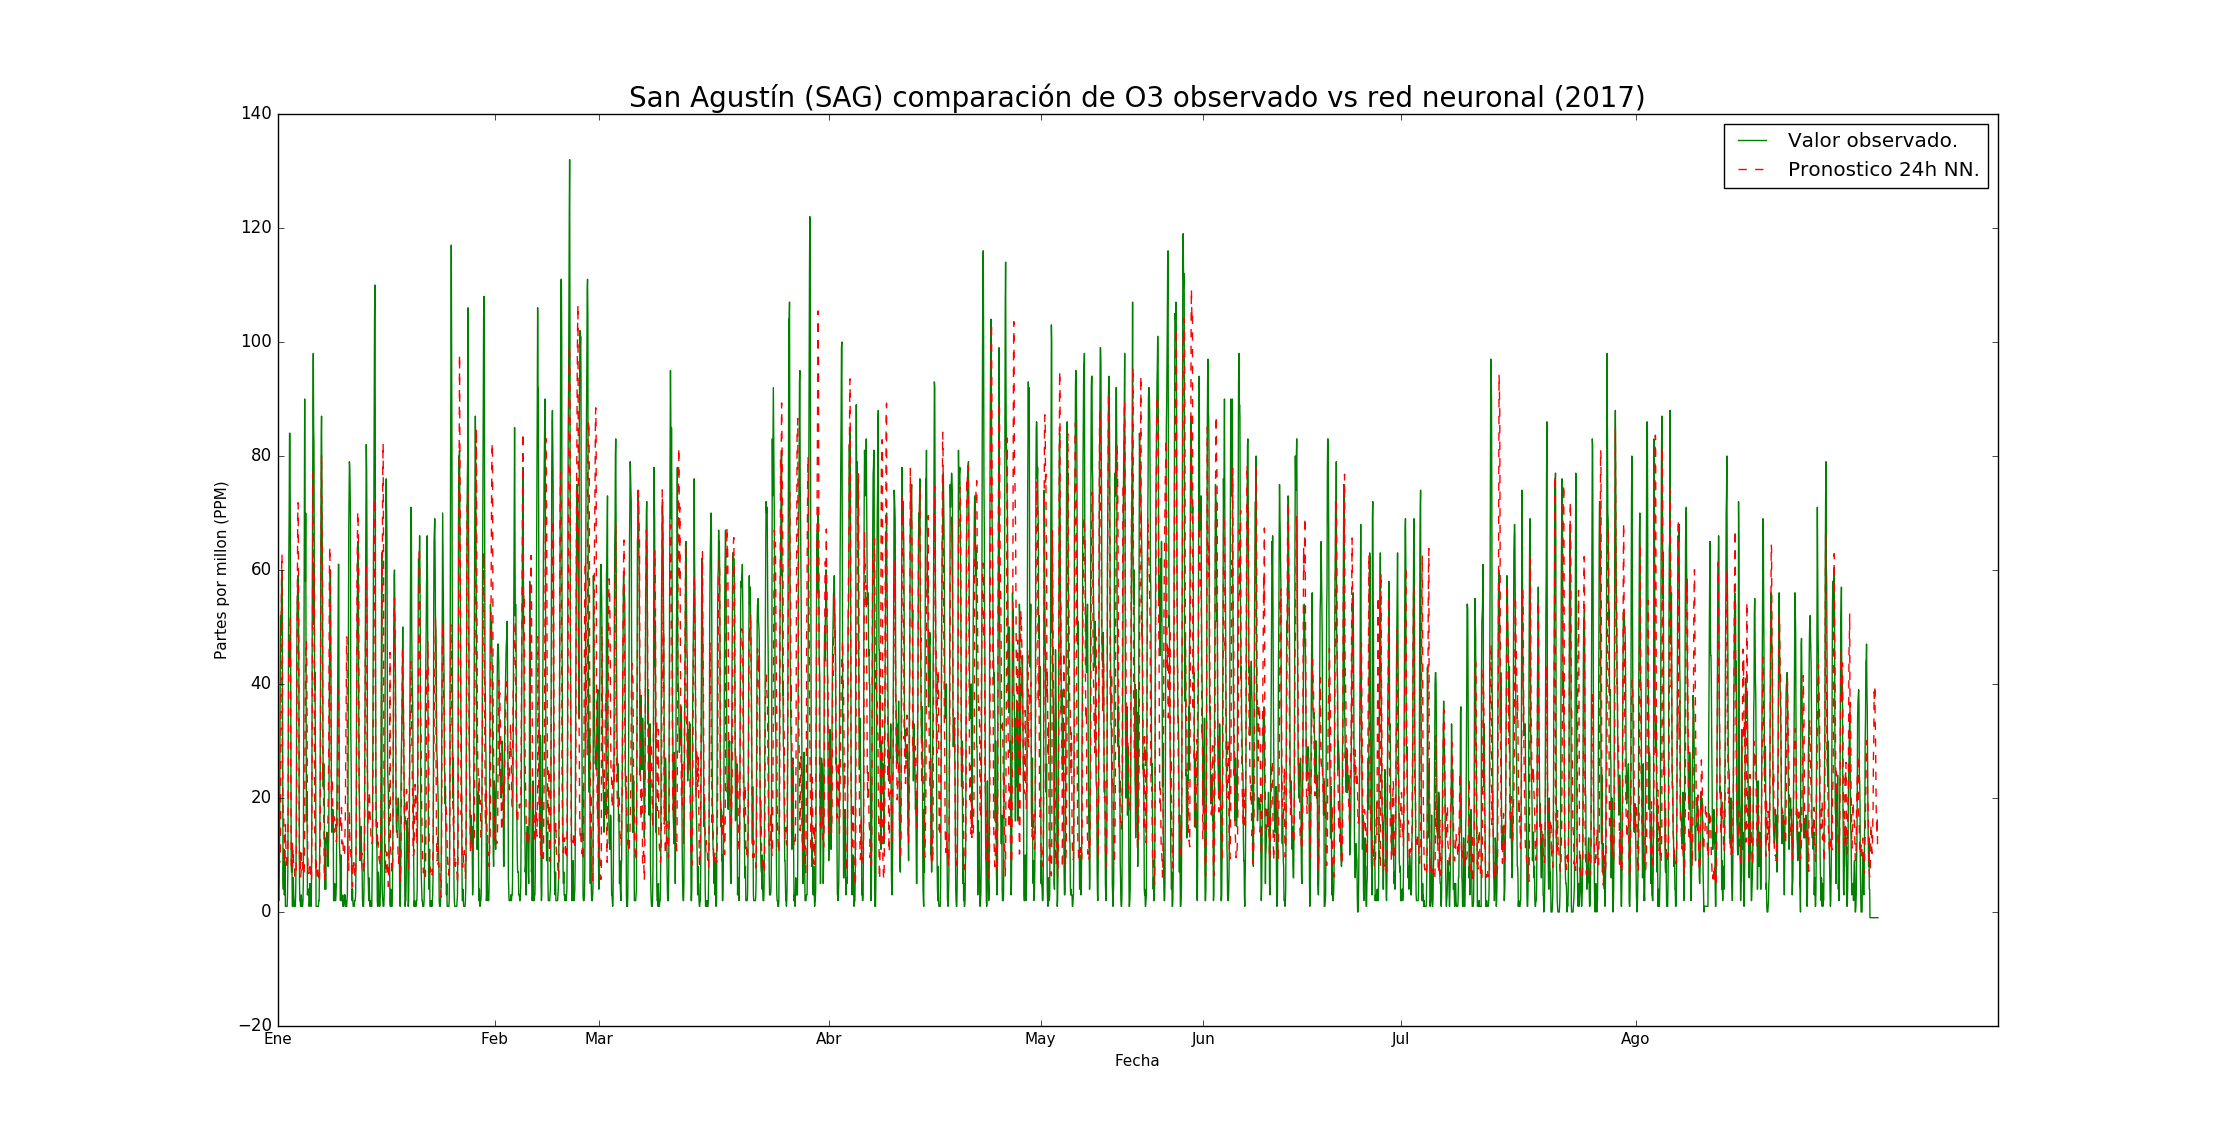 San Agustín (SAG) comparación de O3 observado vs red neuronal (2017)
140
120
100
80
60
40
20
0
−20
Partes por millon (PPM)
Valor observado.
Pronostico 24h NN.
Ene Feb Mar Abr May Jun Jul Ago
Fecha